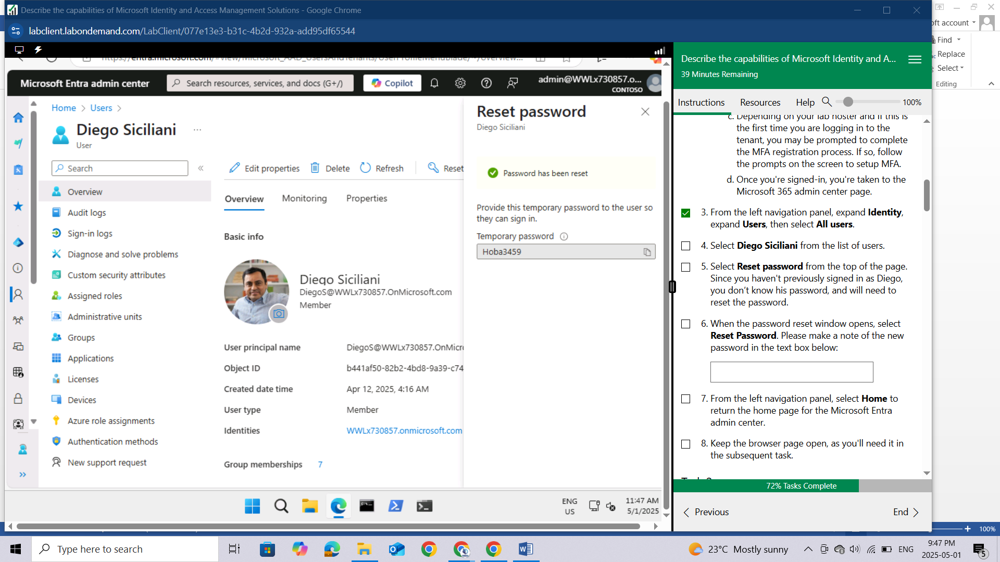 Describe the capabilities of Microsoft Identity and Access Management Solutions - Google Chrome
labclient.labondemand.com/LabClient/077e13e3-b31c-4b2d-932a-add95df65544
oft account
Find
Replace
Select
Editing
Microsoft Entra admin center
Search resources, services, and docs (G+/)
Copilot
admin@WWLx730857.o...
CONTOSO
Home > Users >
Diego Siciliani
...
User
Search
Overview
Audit logs
Sign-in logs
Diagnose and solve problems
Custom security attributes
Assigned roles
Administrative units
Groups
Applications
Licenses
Devices
Azure role assignments
Authentication methods
New support request
Edit properties
Delete
Refresh
Reset
Overview
Monitoring
Properties
Basic info
Diego Siciliani
DiegoS@WWLx730857.OnMicrosoft.com
Member
User principal name
DiegoS@WWLx730857.OnMicr
Object ID
b441af50-82b2-4bd8-9a39-c74
Created date time
Apr 12, 2025, 4:16 AM
User type
Member
Identities
WWLx730857.onmicrosoft.com
Group memberships
7
Reset password
Diego Siciliani
Password has been reset
Provide this temporary password to the user so
they can sign in.
Temporary password
Hoba3459
ENG
US
11:47 AM
5/1/2025
Describe the capabilities of Microsoft Identity and A...
39 Minutes Remaining
Instructions
Resources
Help
100%
c. Depending on your lab hoster and if this is
the first time you are logging in to the
tenant, you may be prompted to complete
the MFA registration process. If so, follow
the prompts on the screen to setup MFA.
d. Once you're signed-in, you're taken to the
Microsoft 365 admin center page.
3. From the left navigation panel, expand Identity,
expand Users, then select All users.
4. Select Diego Siciliani from the list of users.
5. Select Reset password from the top of the page.
Since you haven't previously signed in as Diego,
you don’t know his password, and will need to
reset the password.
6. When the password reset window opens, select
Reset Password. Please make a note of the new
password in the text box below:
7. From the left navigation panel, select Home to
return the home page for the Microsoft Entra
admin center.
8. Keep the browser page open, as you'll need it in
the subsequent task.
72% Tasks Complete
Previous
End
100%
Type here to search
23°C Mostly sunny
ENG
9:47 PM
2025-05-01
5